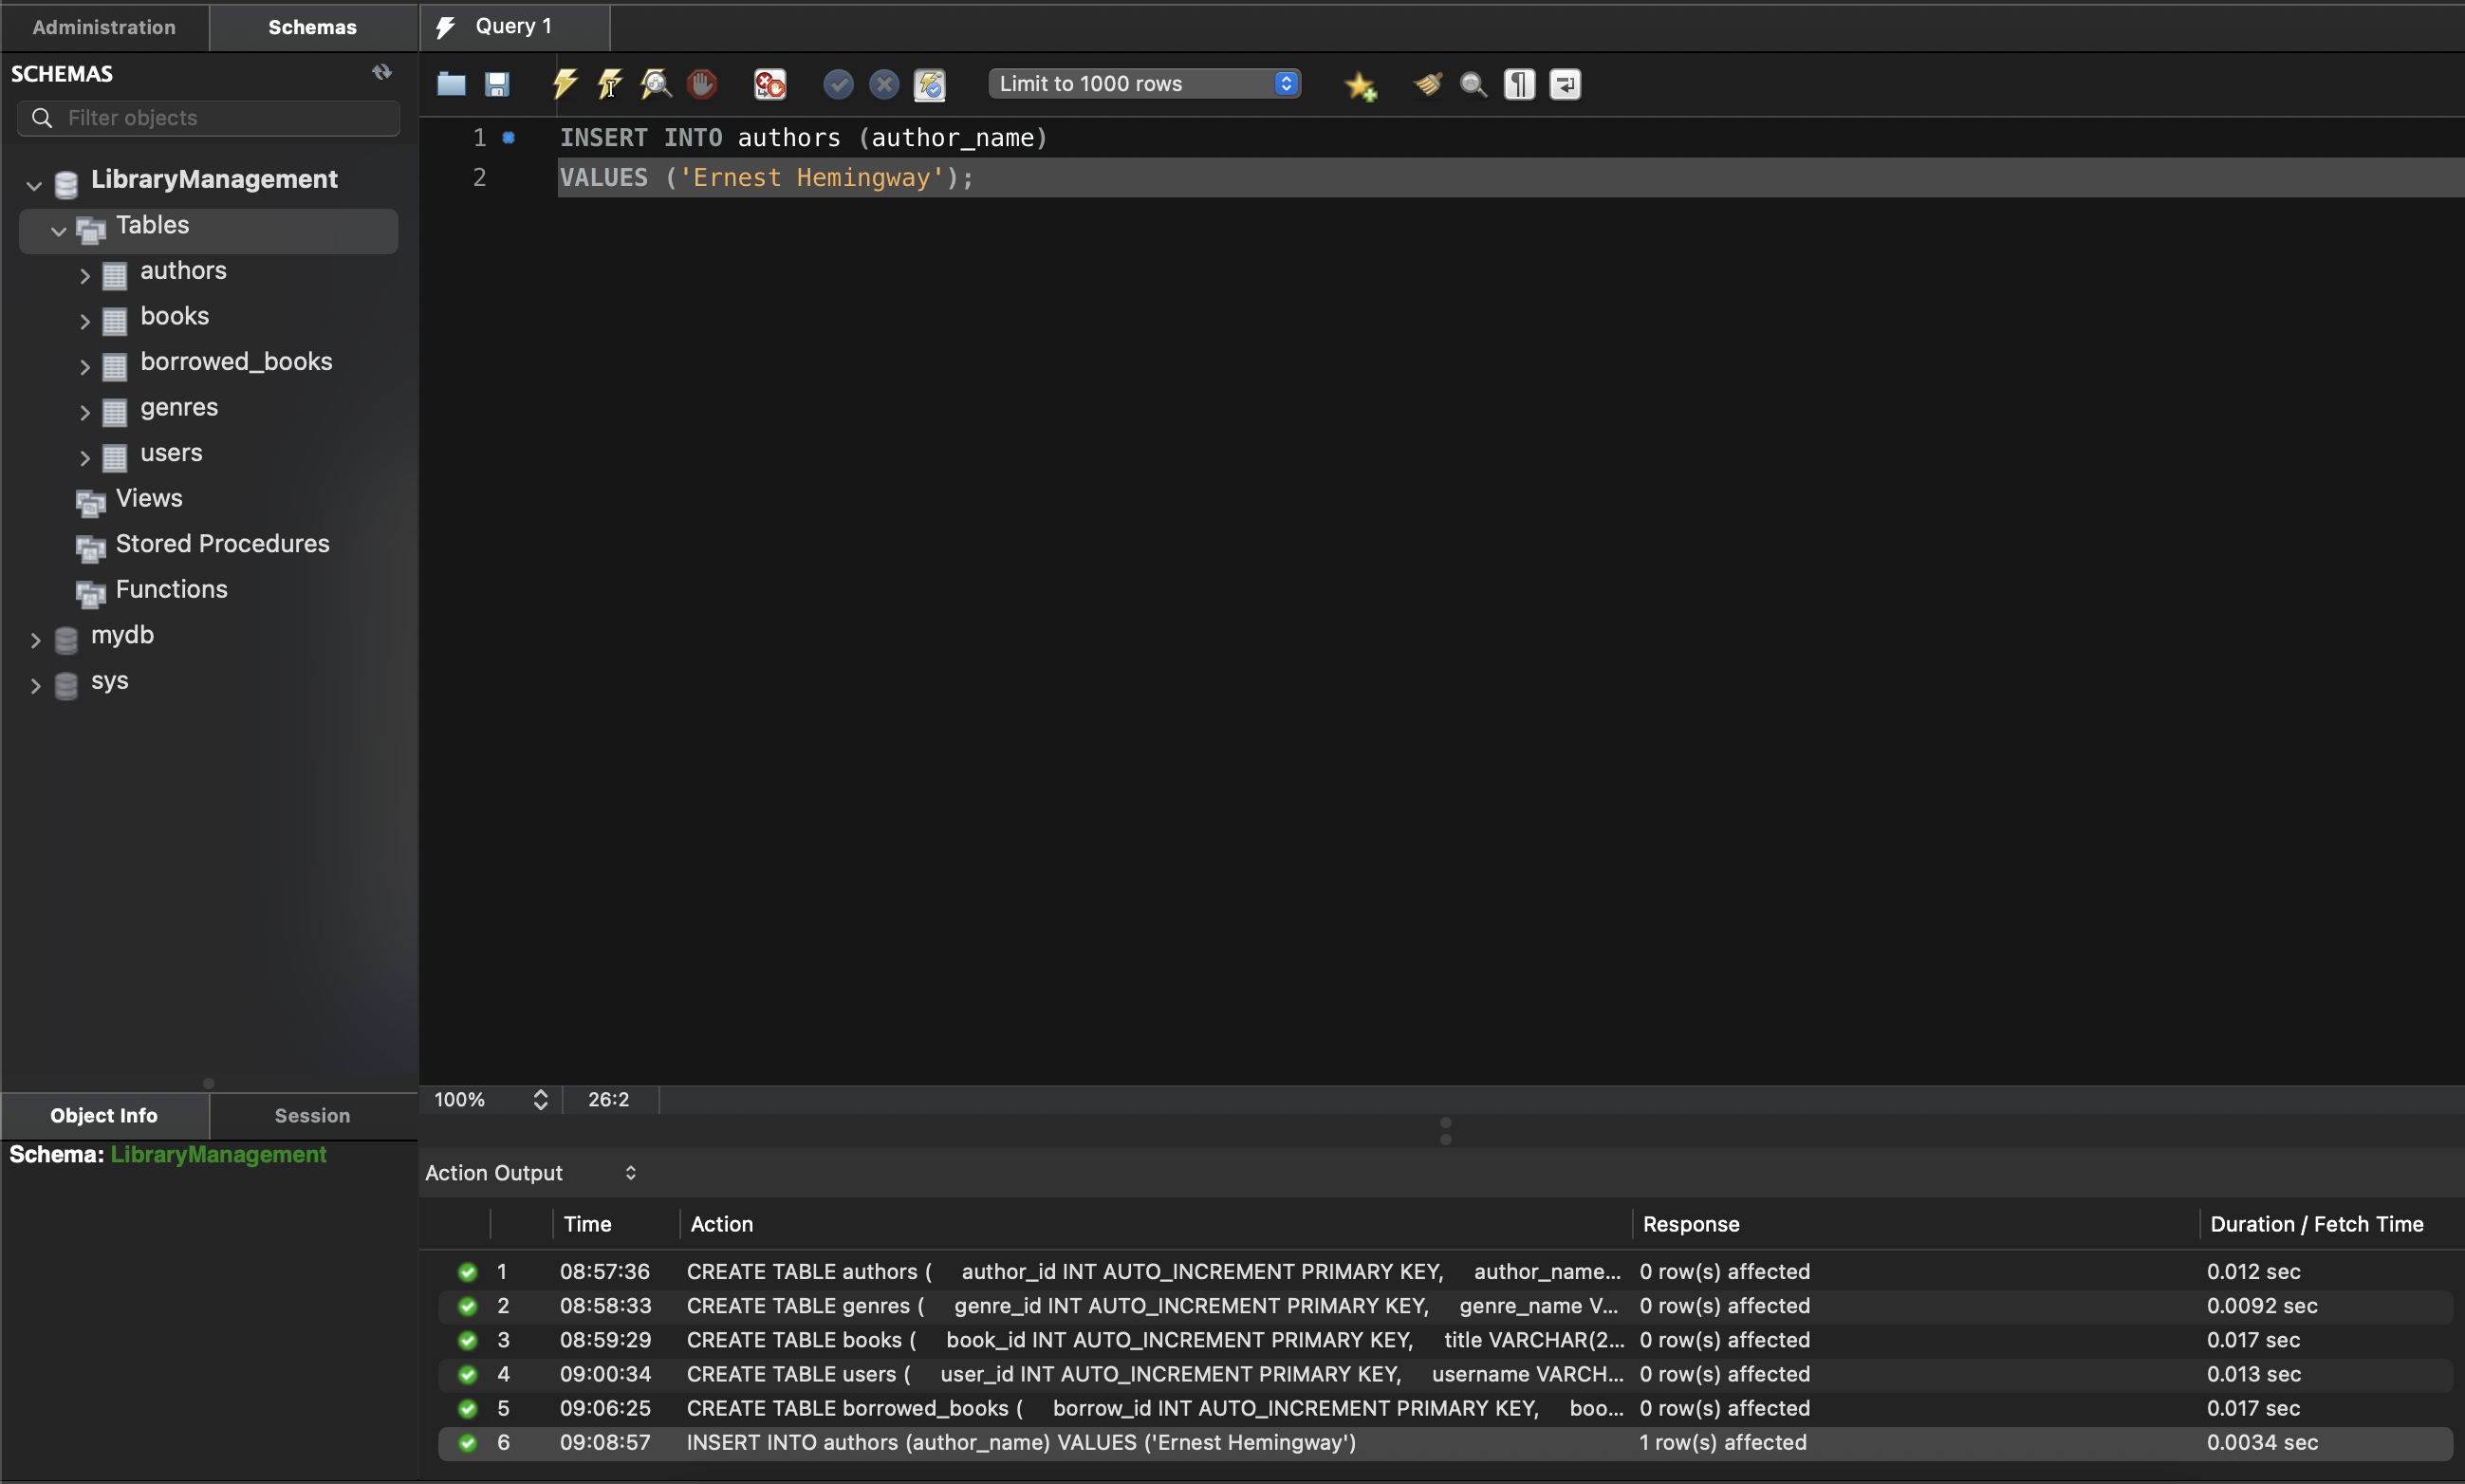 Administration Schemas
SCHEMAS
Filter objects
LibraryManagement
Tables
authors
books
borrowed_books
genres
users
Views
Stored Procedures
Functions
mydb
sys
Object Info Session
Schema: LibraryManagement
Query 1
Limit to 1000 rows
1 INSERT INTO authors (author_name)
2 VALUES ('Ernest Hemingway');
100% 26:2
Action Output
Time Action Response Duration / Fetch Time
1 08:57:36 CREATE TABLE authors ( author_id INT AUTO_INCREMENT PRIMARY KEY, author_name... 0 row(s) affected 0.012 sec
2 08:58:33 CREATE TABLE genres ( genre_id INT AUTO_INCREMENT PRIMARY KEY, genre_name V... 0 row(s) affected 0.0092 sec
3 08:59:29 CREATE TABLE books ( book_id INT AUTO_INCREMENT PRIMARY KEY, title VARCHAR(2... 0 row(s) affected 0.017 sec
4 09:00:34 CREATE TABLE users ( user_id INT AUTO_INCREMENT PRIMARY KEY, username VARCH... 0 row(s) affected 0.013 sec
5 09:06:25 CREATE TABLE borrowed_books ( borrow_id INT AUTO_INCREMENT PRIMARY KEY, boo... 0 row(s) affected 0.017 sec
6 09:08:57 INSERT INTO authors (author_name) VALUES ('Ernest Hemingway') 1 row(s) affected 0.0034 sec